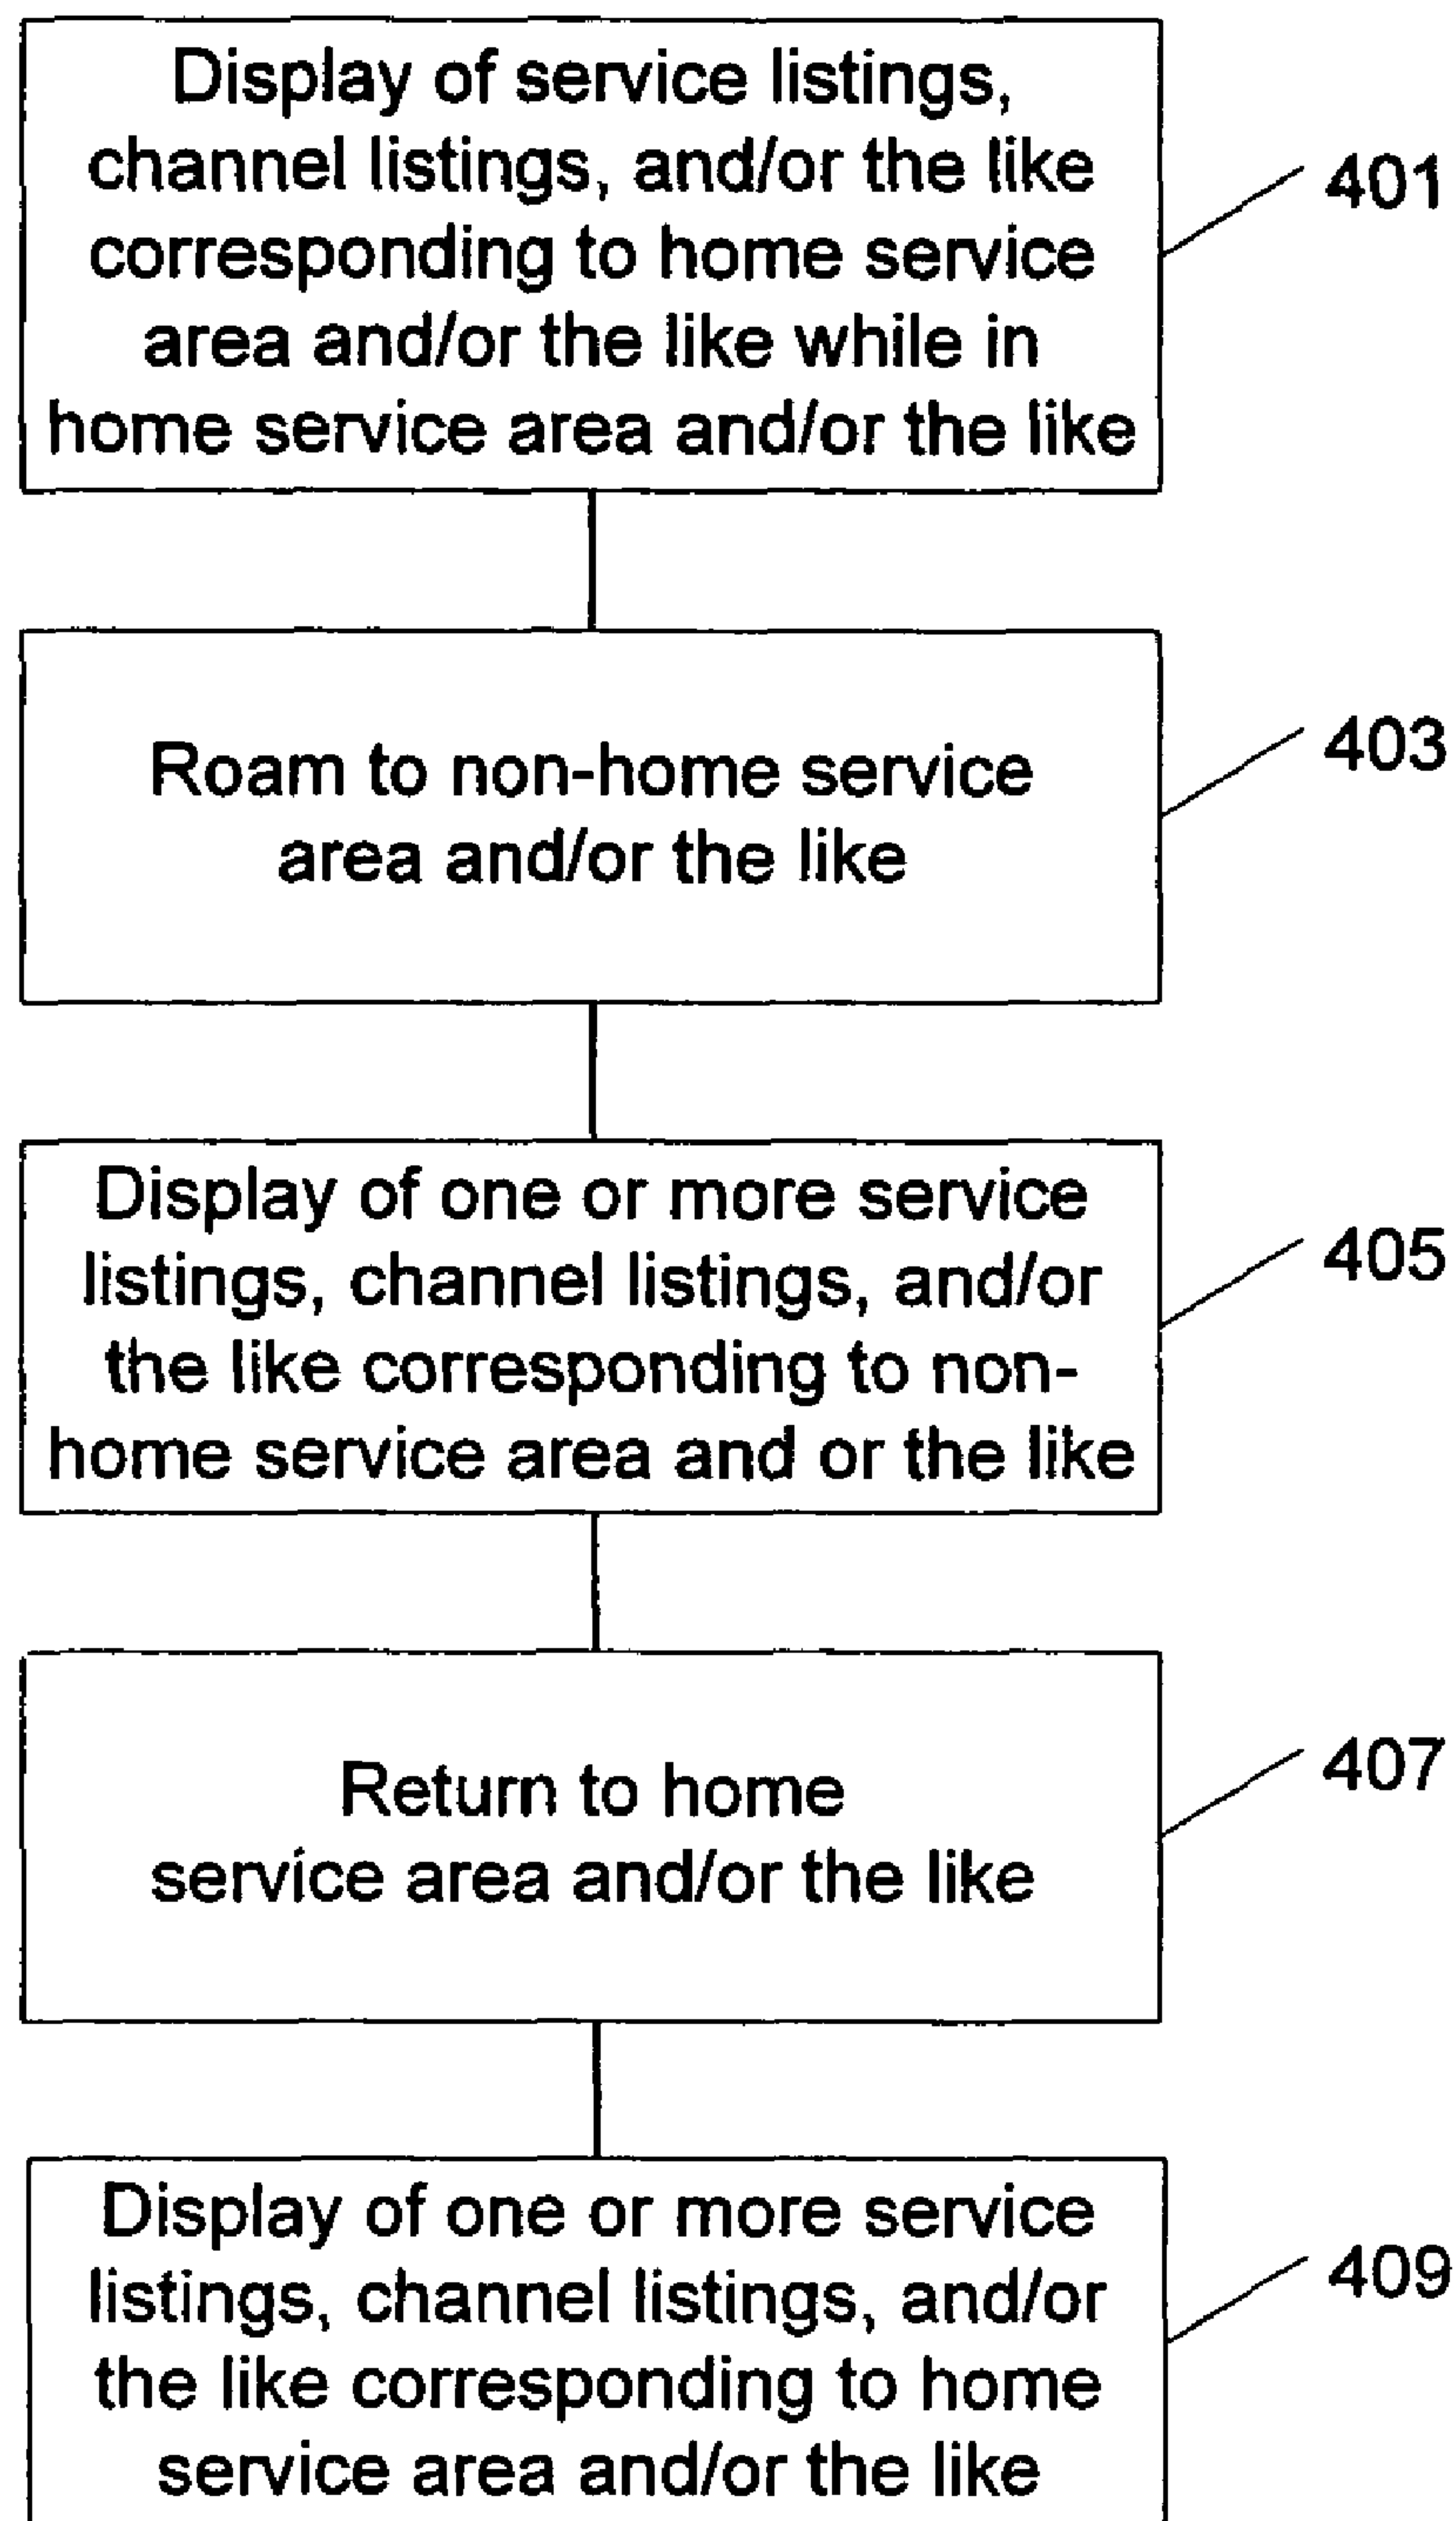 Display of service listings,
channel listings, and/or the like
corresponding to home service
area and/or the like while in
home service area and/or the like
401
Roam to non-home service
area and/or the like
403
Display of one or more service
listings, channel listings, and/or
the like corresponding to non-
home service area and or the like
405
Return to home
service area and/or the like
407
Display of one or more service
listings, channel listings, and/or
the like corresponding to home
service area and/or the like
409